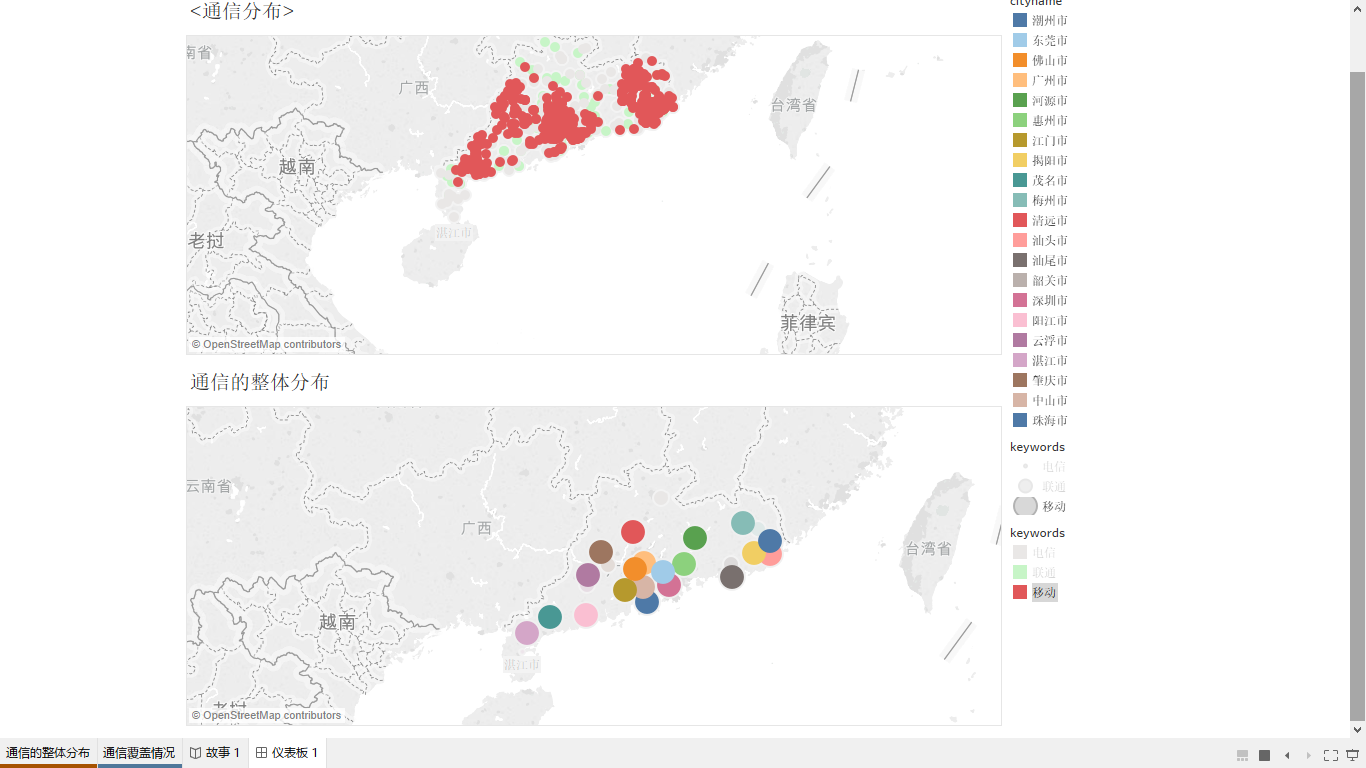 <通信分布>
南省
广西
台湾省
越南
老挝
湛江市
菲律宾
© OpenStreetMap contributors
通信的整体分布
云南省
广西
台湾省
越南
湛江市
老挝
© OpenStreetMap contributors
cityname
潮州市
东莞市
佛山市
广州市
河源市
惠州市
江门市
揭阳市
茂名市
梅州市
清远市
汕头市
汕尾市
韶关市
深圳市
阳江市
云浮市
湛江市
肇庆市
中山市
珠海市
keywords
电信
联通
移动
keywords
电信
联通
移动
通信的整体分布 通信覆盖情况 故事 1 仪表板 1